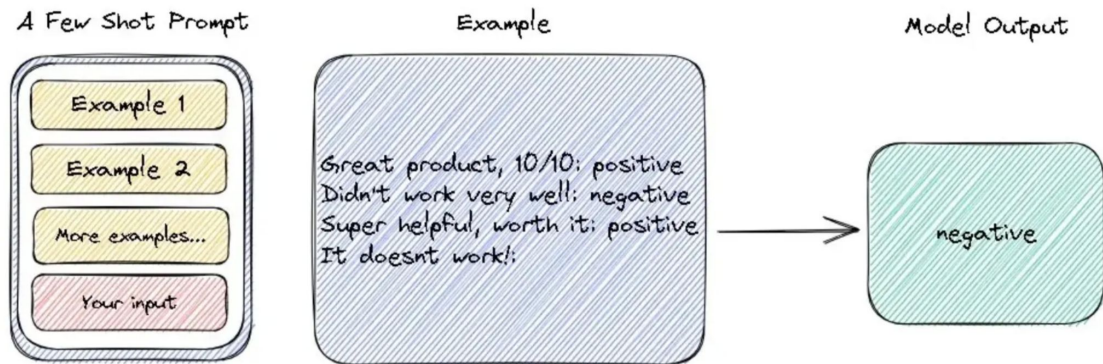 A Few Shot Prompt
Example 1
Example 2
More examples...
Your input
Example
Great product, 10/10: positive
Didn't work very well: negative
Super helpful, worth it: positive
It doesnt work!:
Model Output
negative